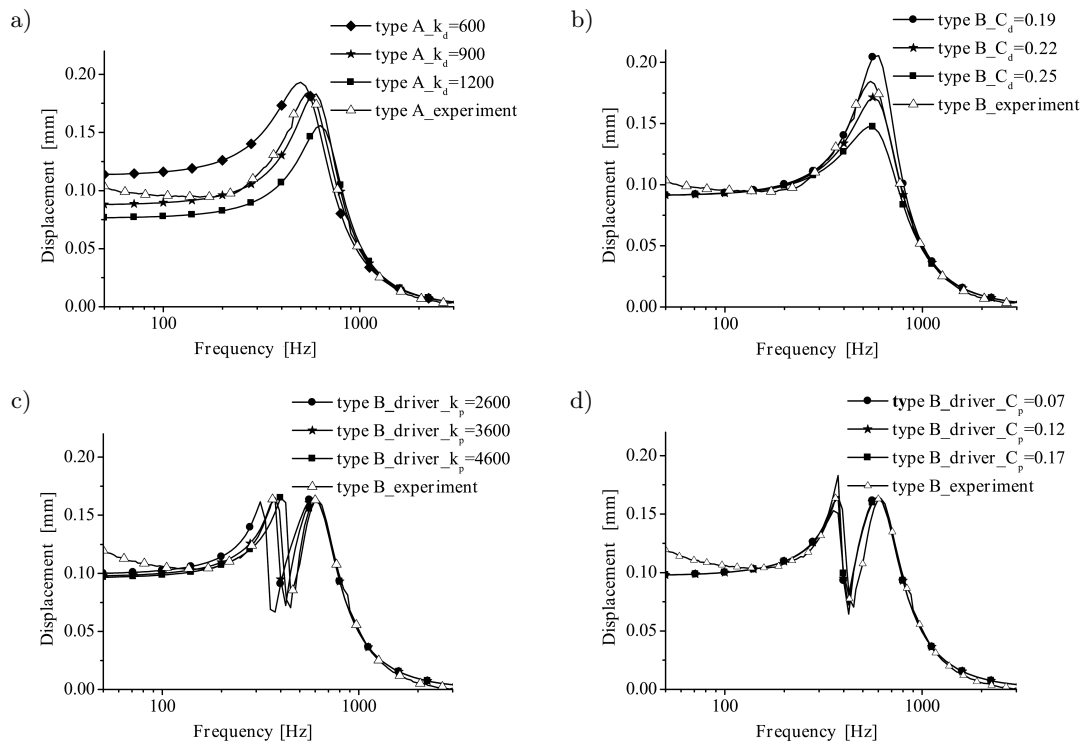 a)
type A_k_d=600
type A_k_d=900
type A_k_d=1200
type A_experiment
0.20
0.15
0.10
0.05
0.00
Displacement [mm]
100
1000
Frequency [Hz]
b)
type B_C_d=0.19
type B_C_d=0.22
type B_C_d=0.25
type B_experiment
0.20
0.15
0.10
0.05
0.00
Displacement [mm]
100
1000
Frequency [Hz]
c)
type B_driver_k_p=2600
type B_driver_k_p=3600
type B_driver_k_p=4600
type B_experiment
0.20
0.15
0.10
0.05
0.00
Displacement [mm]
100
1000
Frequency [Hz]
d)
type B_driver_C_p=0.07
type B_driver_C_p=0.12
type B_driver_C_p=0.17
type B_experiment
0.20
0.15
0.10
0.05
0.00
Displacement [mm]
100
1000
Frequency [Hz]